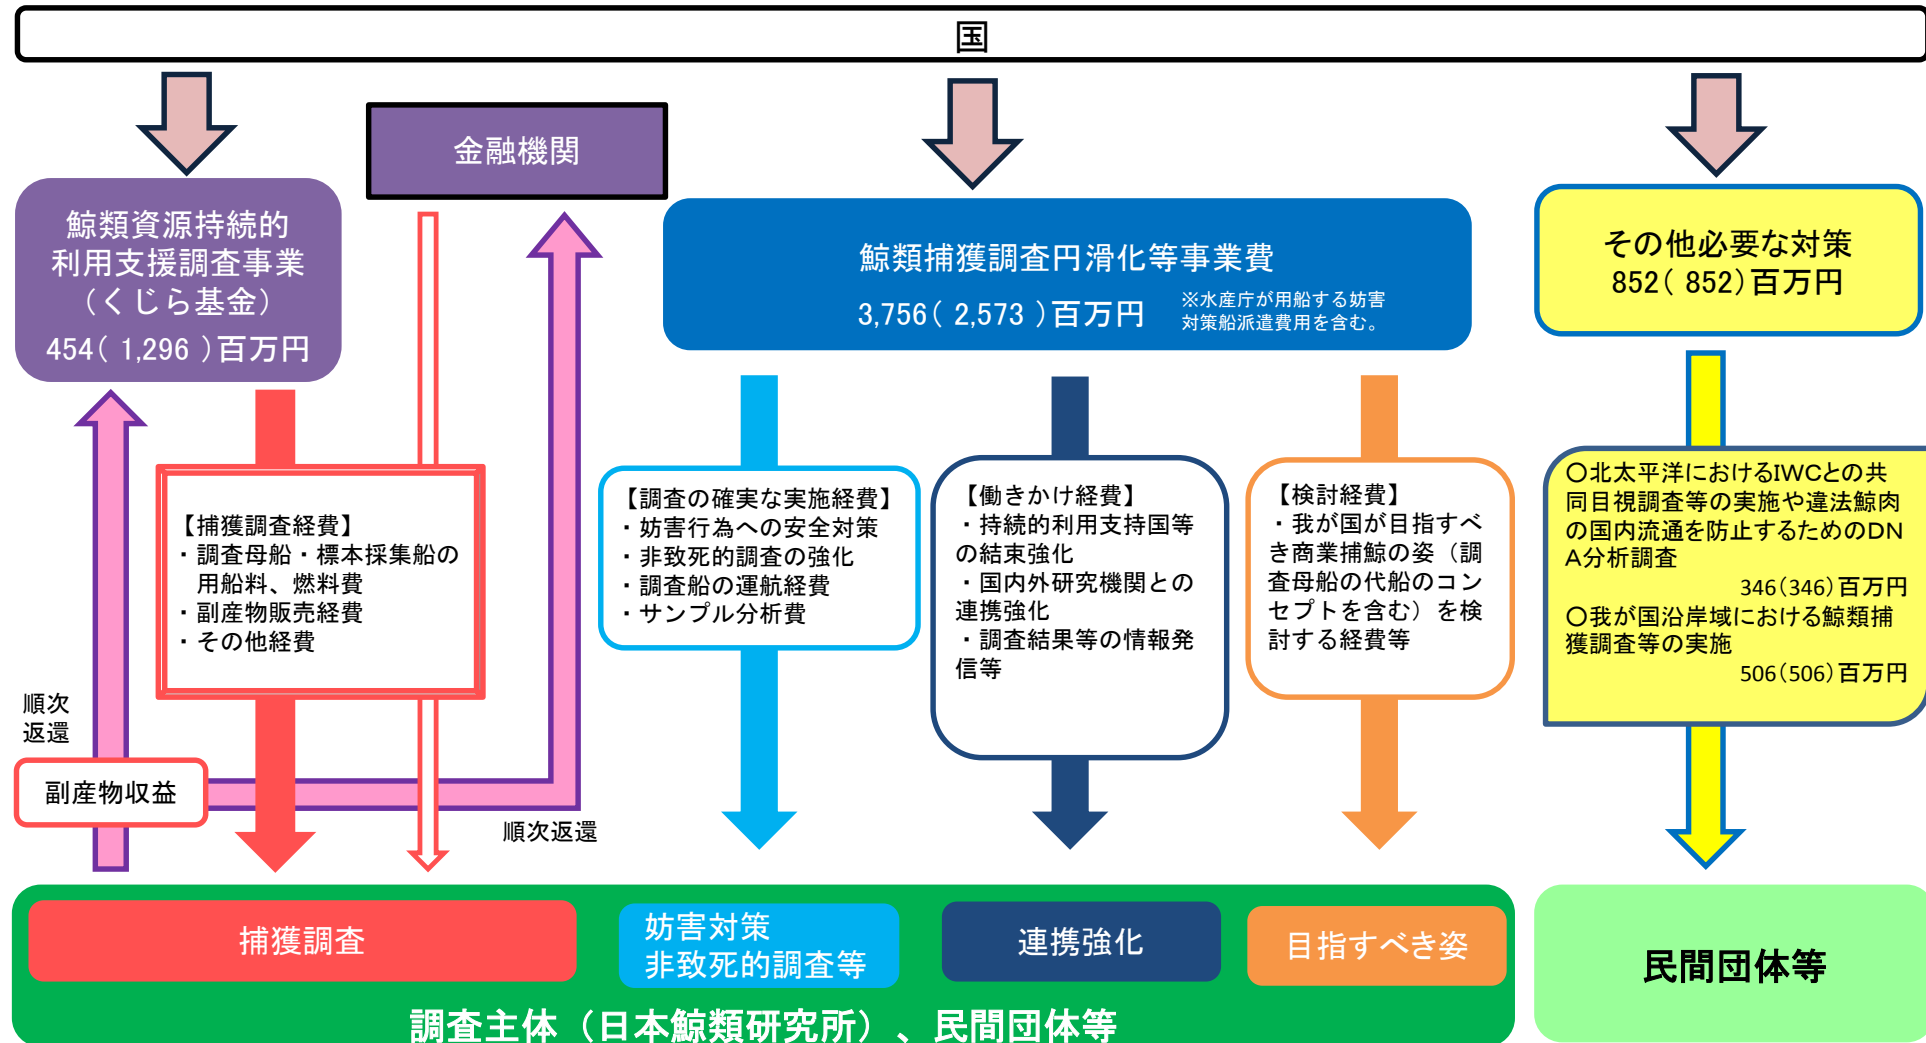 国
金融機関
鯨類資源持続的
利用支援調査事業
（くじら基金）
454（ 1,296 ）百万円
鯨類捕獲調査円滑化等事業費
3,756（ 2,573 ）百万円
※水産庁が用船する妨害
対策船派遣費用を含む。
その他必要な対策
852（ 852）百万円
【捕獲調査経費】
・調査母船・標本採集船の
用船料、燃料費
・副産物販売経費
・その他経費
【調査の確実な実施経費】
・妨害行為への安全対策
・非致死的調査の強化
・調査船の運航経費
・サンプル分析費
【働きかけ経費】
・持続的利用支持国等
の結束強化
・国内外研究機関との
連携強化
・調査結果等の情報発
信等
【検討経費】
・我が国が目指すべ
き商業捕鯨の姿（調
査母船の代船のコン
セプトを含む）を検
討する経費等
○北太平洋におけるIWCとの共
同目視調査等の実施や違法鯨肉
の国内流通を防止するためのDN
A分析調査
346（346）百万円
○我が国沿岸域における鯨類捕
獲調査等の実施
506（506）百万円
順次
返還
副産物収益
順次返還
捕獲調査
妨害対策
非致死的調査等
連携強化
目指すべき姿
調査主体（日本鯨類研究所）、民間団体等
民間団体等